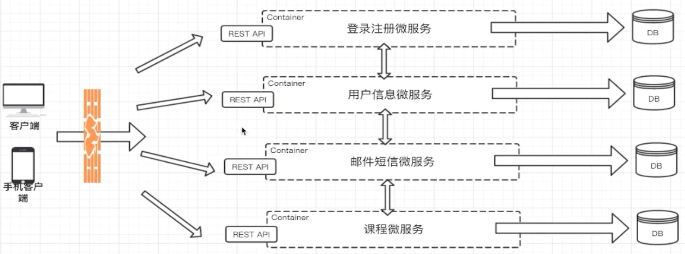 Container
登录注册微服务
REST API
DB
Container
用户信息微服务
REST API
DB
客户端
Container
邮件短信微服务
REST API
DB
手机客户
端
Container
课程微服务
REST API
DB